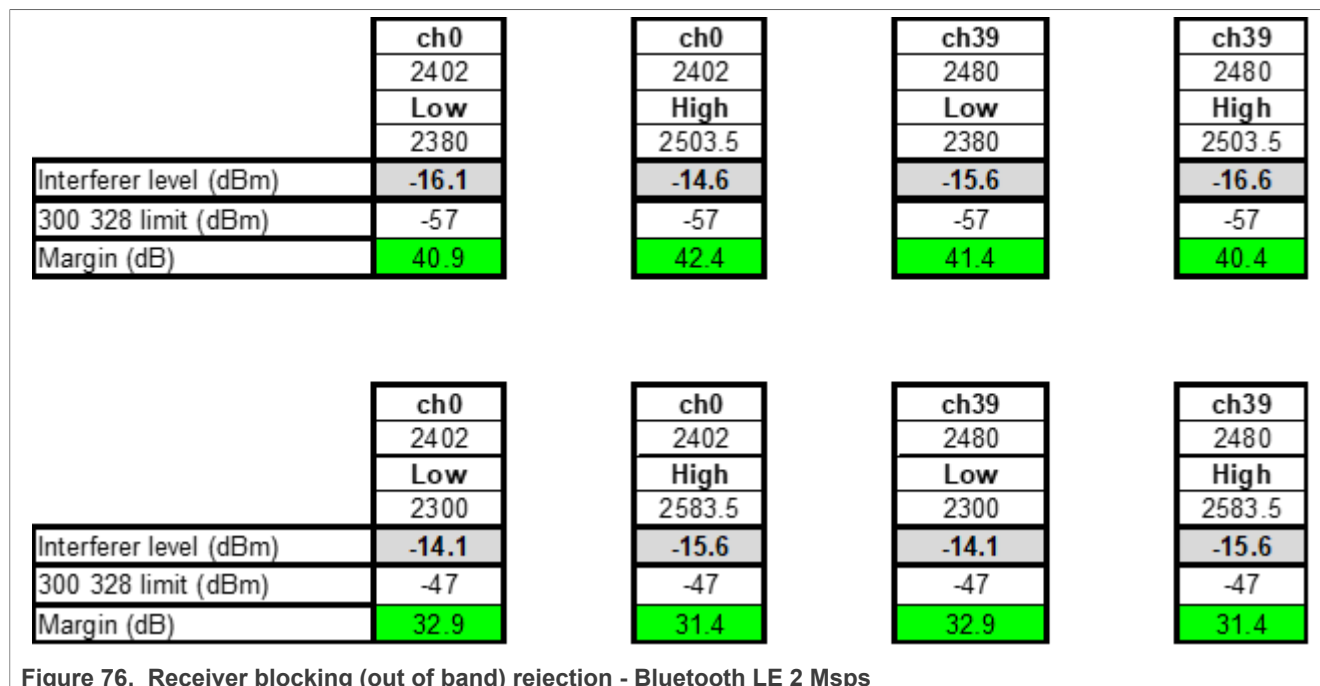 ch0 ch0 ch39 ch39
2402 2402 2480 2480
Low High Low High
2380 2503.5 2380 2503.5
Interferer level (dBm) -16.1 -14.6 -15.6 -16.6
300 328 limit (dBm) -57 -57 -57 -57
Margin (dB) 40.9 42.4 41.4 40.4
ch0 ch0 ch39 ch39
2402 2402 2480 2480
Low High Low High
2300 2583.5 2300 2583.5
Interferer level (dBm) -14.1 -15.6 -14.1 -15.6
300 328 limit (dBm) -47 -47 -47 -47
Margin (dB) 32.9 31.4 32.9 31.4
Figure 76. Receiver blocking (out of band) rejection - Bluetooth LE 2 Msps